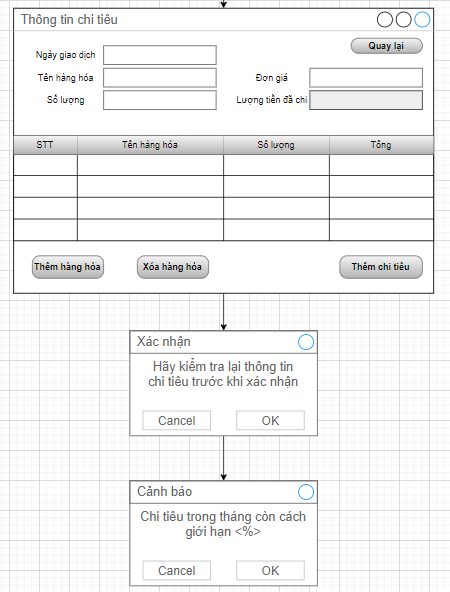 Thông tin chi tiêu
Quay lại
Ngày giao dịch
Tên hàng hóa
Đơn giá
Số lượng
Lượng tiền đã chi
STT Tên hàng hóa Số lượng Tổng
Thêm hàng hóa Xóa hàng hóa Thêm chi tiêu
Xác nhận
Hãy kiểm tra lại thông tin
chi tiêu trước khi xác nhận
Cancel OK
Cảnh báo
Chi tiêu trong tháng còn cách
giới hạn <%>
Cancel OK